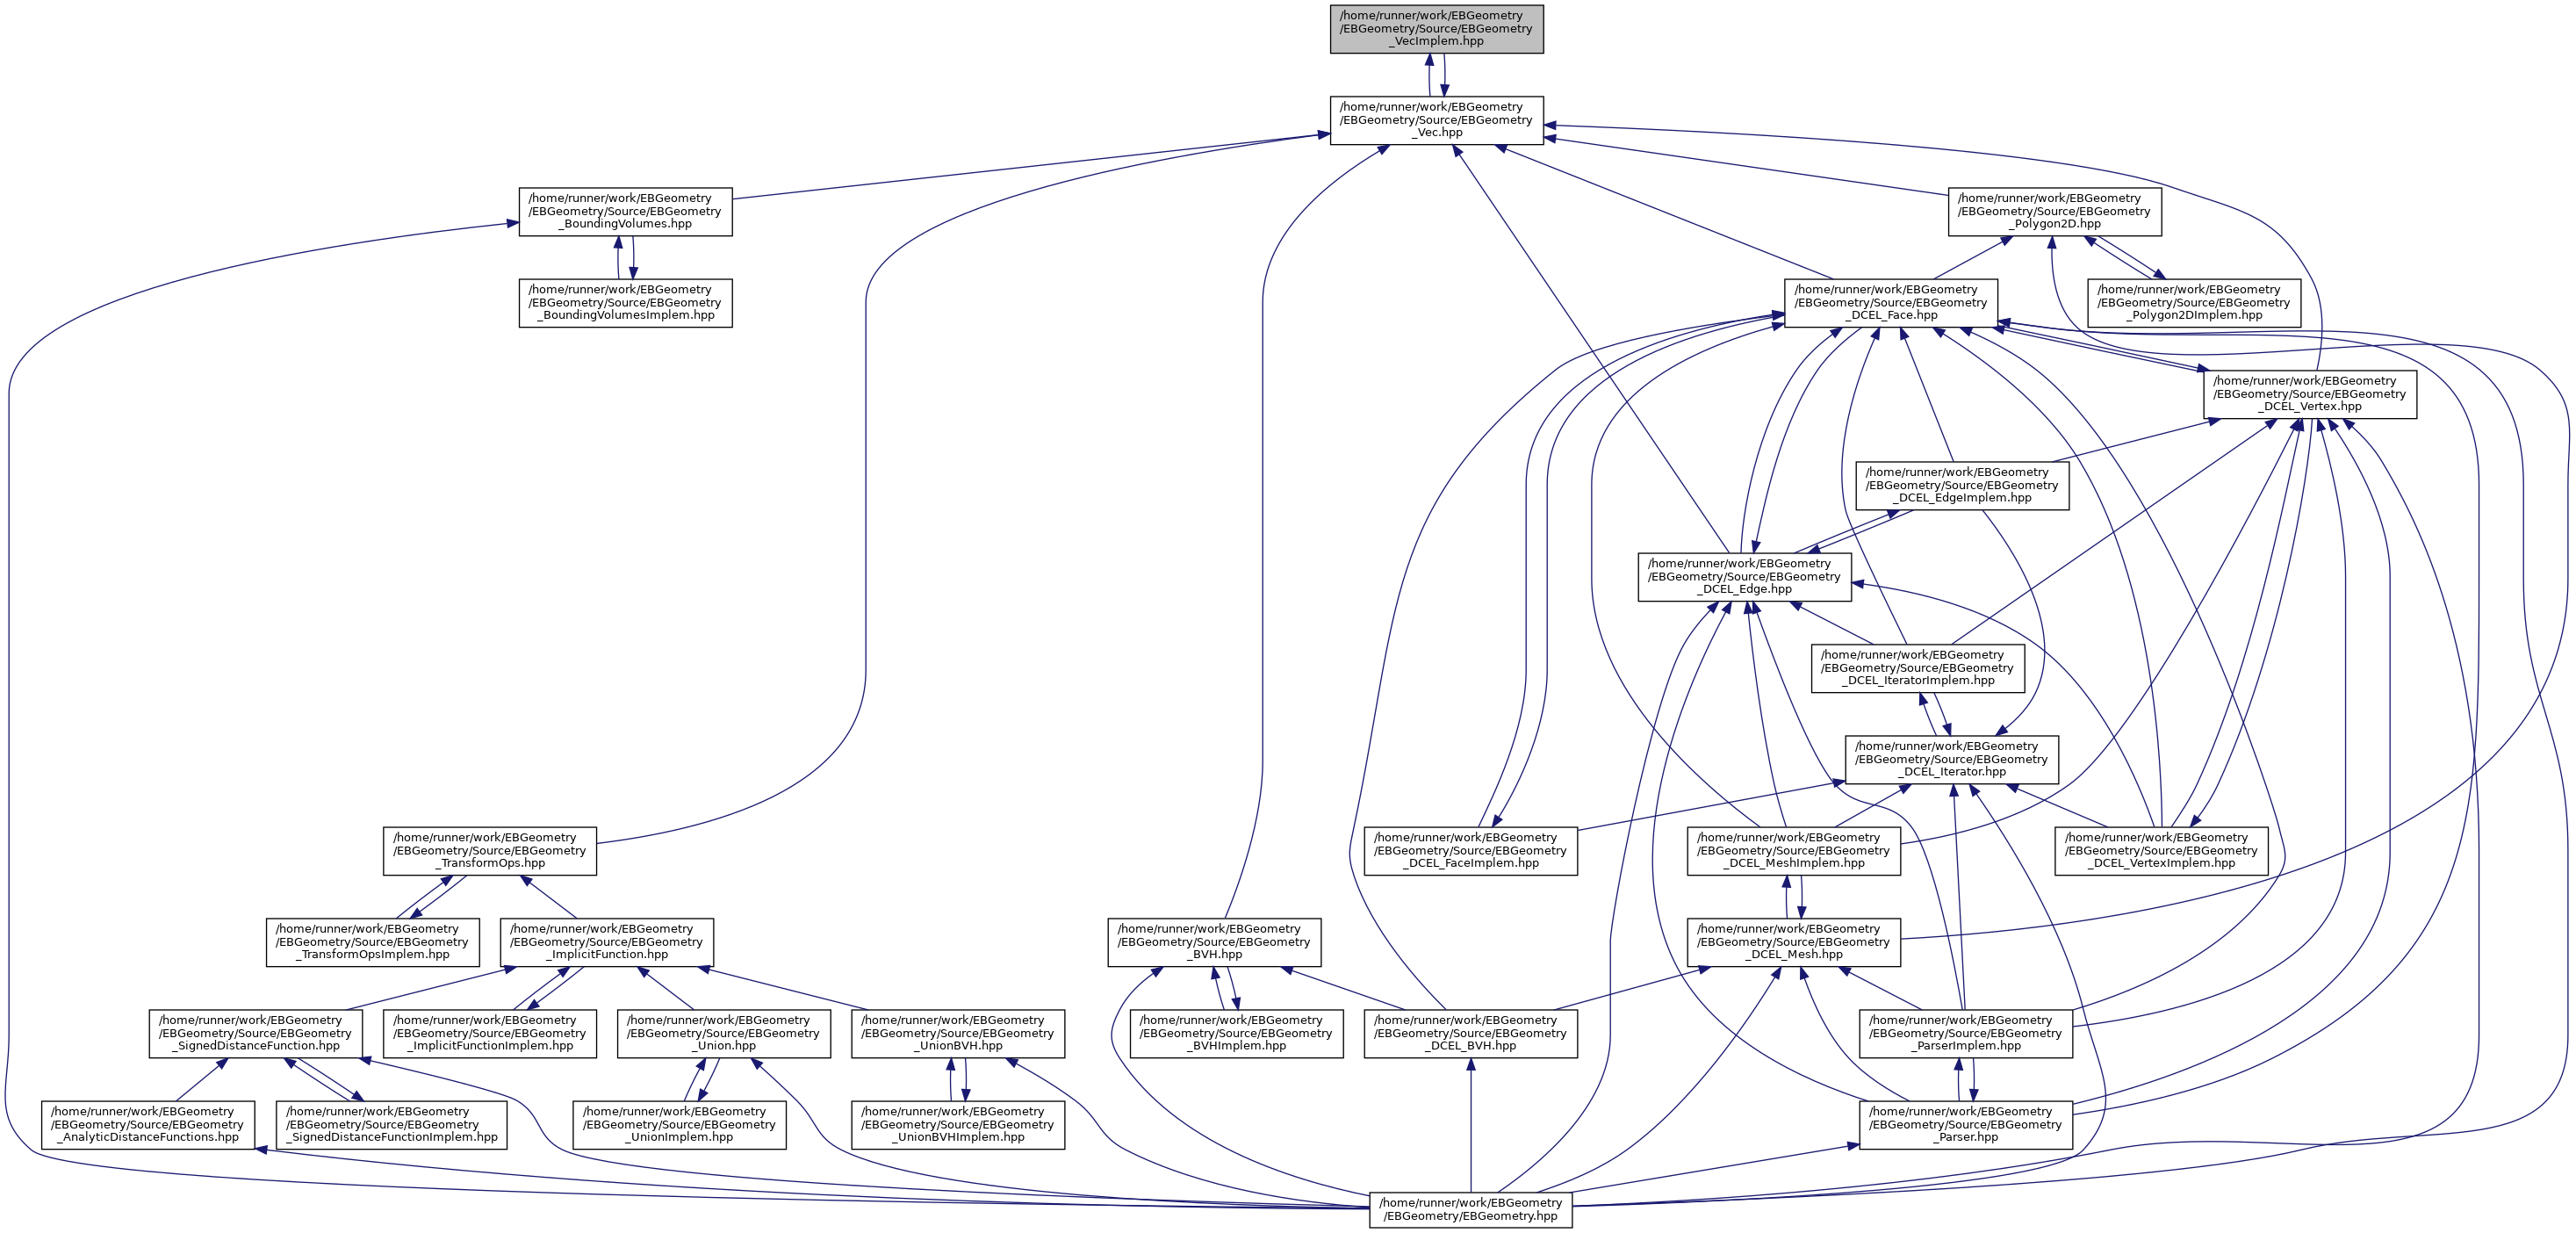 /home/runner/work/EBGeometry
/EBGeometry/Source/EBGeometry
_VecImplem.hpp
/home/runner/work/EBGeometry
/EBGeometry/Source/EBGeometry
_Vec.hpp
/home/runner/work/EBGeometry
/EBGeometry/Source/EBGeometry
_BoundingVolumes.hpp
/home/runner/work/EBGeometry
/EBGeometry/Source/EBGeometry
_Polygon2D.hpp
/home/runner/work/EBGeometry
/EBGeometry/Source/EBGeometry
_BoundingVolumesImplem.hpp
/home/runner/work/EBGeometry
/EBGeometry/Source/EBGeometry
_DCEL_Face.hpp
/home/runner/work/EBGeometry
/EBGeometry/Source/EBGeometry
_Polygon2DImplem.hpp
/home/runner/work/EBGeometry
/EBGeometry/Source/EBGeometry
_DCEL_Vertex.hpp
/home/runner/work/EBGeometry
/EBGeometry/Source/EBGeometry
_DCEL_EdgeImplem.hpp
/home/runner/work/EBGeometry
/EBGeometry/Source/EBGeometry
_DCEL_Edge.hpp
/home/runner/work/EBGeometry
/EBGeometry/Source/EBGeometry
_DCEL_IteratorImplem.hpp
/home/runner/work/EBGeometry
/EBGeometry/Source/EBGeometry
_DCEL_Iterator.hpp
/home/runner/work/EBGeometry
/EBGeometry/Source/EBGeometry
_TransformOps.hpp
/home/runner/work/EBGeometry
/EBGeometry/Source/EBGeometry
_DCEL_FaceImplem.hpp
/home/runner/work/EBGeometry
/EBGeometry/Source/EBGeometry
_DCEL_MeshImplem.hpp
/home/runner/work/EBGeometry
/EBGeometry/Source/EBGeometry
_DCEL_VertexImplem.hpp
/home/runner/work/EBGeometry
/EBGeometry/Source/EBGeometry
_TransformOpsImplem.hpp
/home/runner/work/EBGeometry
/EBGeometry/Source/EBGeometry
_ImplicitFunction.hpp
/home/runner/work/EBGeometry
/EBGeometry/Source/EBGeometry
_BVH.hpp
/home/runner/work/EBGeometry
/EBGeometry/Source/EBGeometry
_DCEL_Mesh.hpp
/home/runner/work/EBGeometry
/EBGeometry/Source/EBGeometry
_SignedDistanceFunction.hpp
/home/runner/work/EBGeometry
/EBGeometry/Source/EBGeometry
_ImplicitFunctionImplem.hpp
/home/runner/work/EBGeometry
/EBGeometry/Source/EBGeometry
_Union.hpp
/home/runner/work/EBGeometry
/EBGeometry/Source/EBGeometry
_UnionBVH.hpp
/home/runner/work/EBGeometry
/EBGeometry/Source/EBGeometry
_BVHImplem.hpp
/home/runner/work/EBGeometry
/EBGeometry/Source/EBGeometry
_DCEL_BVH.hpp
/home/runner/work/EBGeometry
/EBGeometry/Source/EBGeometry
_ParserImplem.hpp
/home/runner/work/EBGeometry
/EBGeometry/Source/EBGeometry
_AnalyticDistanceFunctions.hpp
/home/runner/work/EBGeometry
/EBGeometry/Source/EBGeometry
_SignedDistanceFunctionImplem.hpp
/home/runner/work/EBGeometry
/EBGeometry/Source/EBGeometry
_UnionImplem.hpp
/home/runner/work/EBGeometry
/EBGeometry/Source/EBGeometry
_UnionBVHImplem.hpp
/home/runner/work/EBGeometry
/EBGeometry/Source/EBGeometry
_Parser.hpp
/home/runner/work/EBGeometry
/EBGeometry/EBGeometry.hpp